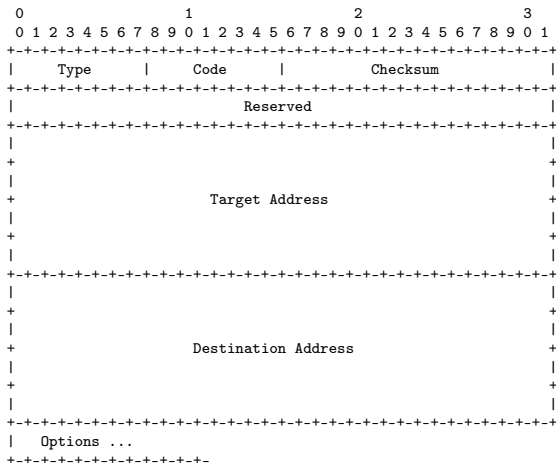 0                   1                   2                   3
0 1 2 3 4 5 6 7 8 9 0 1 2 3 4 5 6 7 8 9 0 1 2 3 4 5 6 7 8 9 0 1
+-+-+-+-+-+-+-+-+-+-+-+-+-+-+-+-+-+-+-+-+-+-+-+-+-+-+-+-+-+-+-+-+
|     Type      |     Code      |          Checksum             |
+-+-+-+-+-+-+-+-+-+-+-+-+-+-+-+-+-+-+-+-+-+-+-+-+-+-+-+-+-+-+-+-+
|                           Reserved                            |
+-+-+-+-+-+-+-+-+-+-+-+-+-+-+-+-+-+-+-+-+-+-+-+-+-+-+-+-+-+-+-+-+
|                                                               |
+                                                               +
|                                                               |
+                       Target Address                          +
|                                                               |
+                                                               +
|                                                               |
+-+-+-+-+-+-+-+-+-+-+-+-+-+-+-+-+-+-+-+-+-+-+-+-+-+-+-+-+-+-+-+-+
|                                                               |
+                                                               +
|                                                               |
+                     Destination Address                       +
|                                                               |
+                                                               +
|                                                               |
+-+-+-+-+-+-+-+-+-+-+-+-+-+-+-+-+-+-+-+-+-+-+-+-+-+-+-+-+-+-+-+-+
|   Options ...
+-+-+-+-+-+-+-+-+-+-+-+-